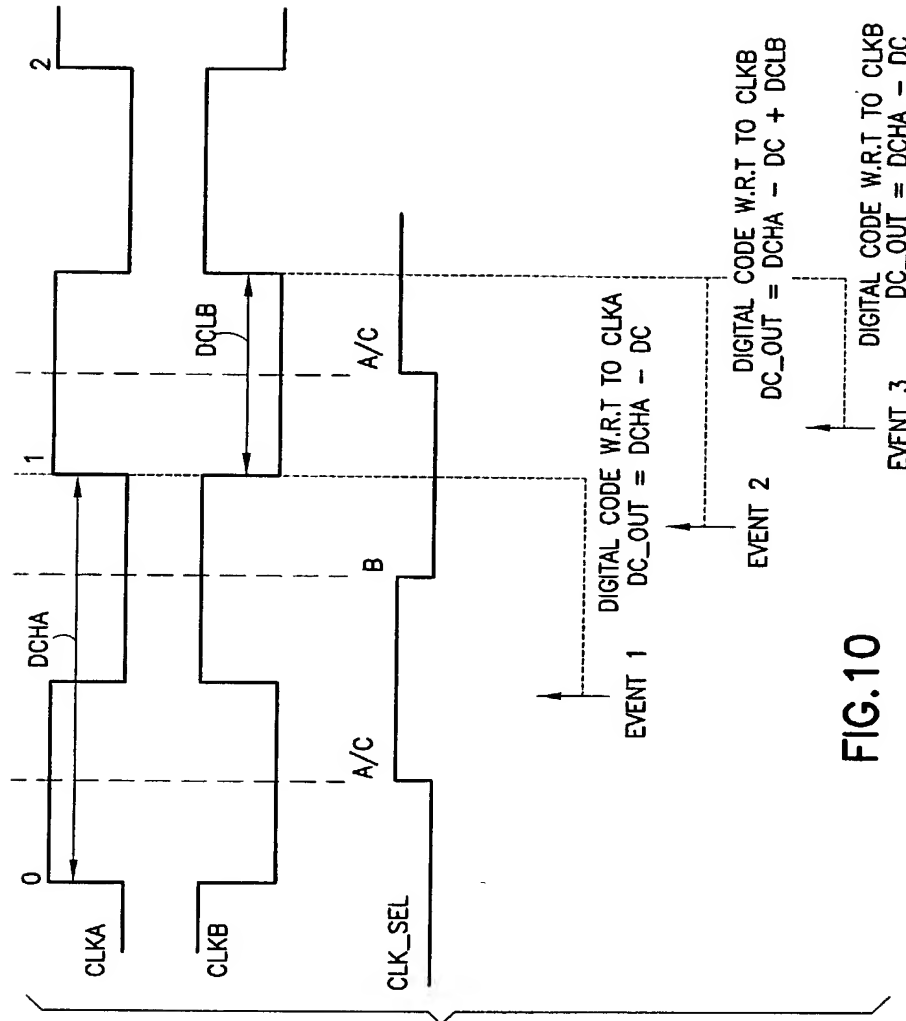 0
1
2
DCHA
DCLB
CLKA
CLKB
A/C
B
A/C
CLK_SEL
EVENT 1
DIGITAL CODE W.R.T TO CLKA
DC_OUT = DCHA - DC
EVENT 2
DIGITAL CODE W.R.T TO CLKB
DC_OUT = DCHA - DC + DCLB
EVENT 3
DIGITAL CODE W.R.T TO CLKB
DC_OUT = DCHA - DC
FIG.10